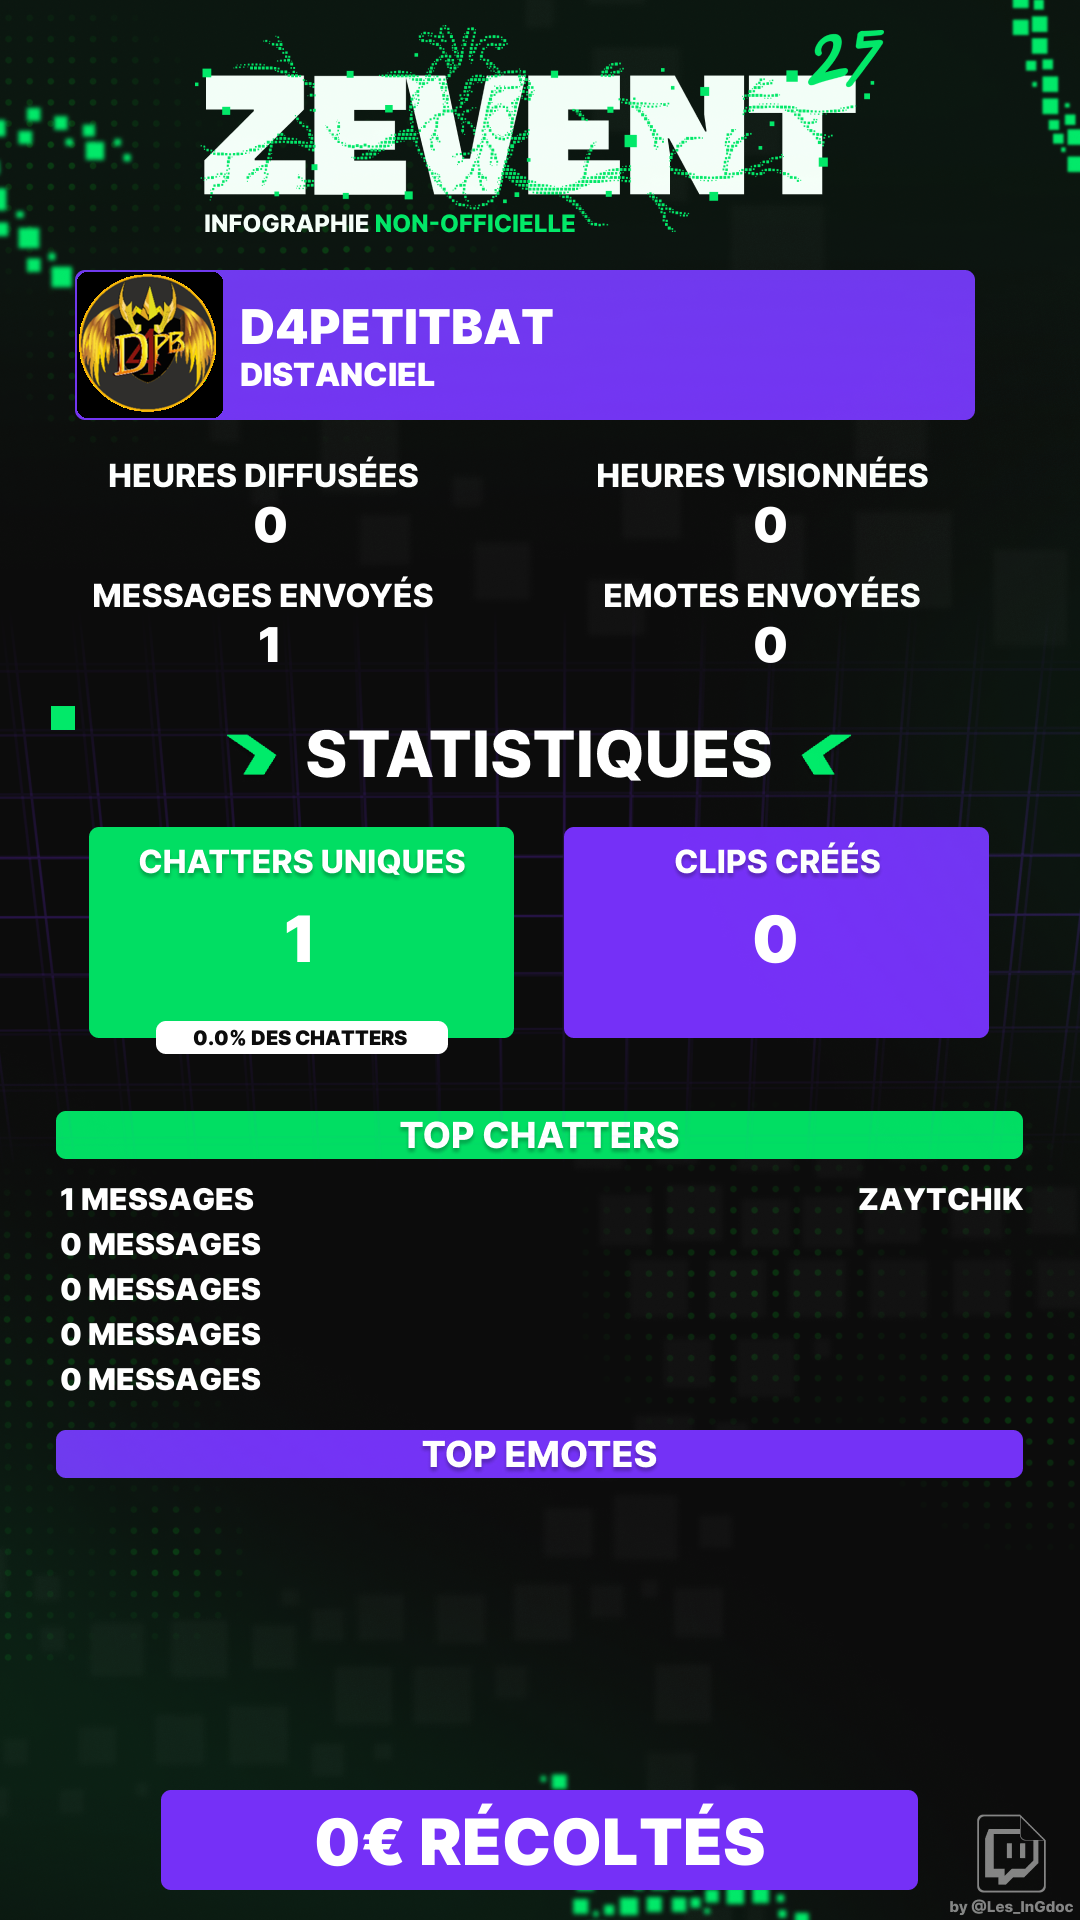 ZEVENT 25
INFOGRAPHIE NON-OFFICIELLE
D4PB
D4PETITBAT
DISTANCIEL
HEURES DIFFUSÉES
0
HEURES VISIONNÉES
0
MESSAGES ENVOYÉS
1
EMOTES ENVOYÉES
0
STATISTIQUES
CHATTERS UNIQUES
1
0.0% DES CHATTERS
CLIPS CRÉÉS
0
TOP CHATTERS
1 MESSAGES ZAYTCHIK
0 MESSAGES
0 MESSAGES
0 MESSAGES
0 MESSAGES
TOP EMOTES
0€ RÉCOLTÉS
by @Les_InGdoc